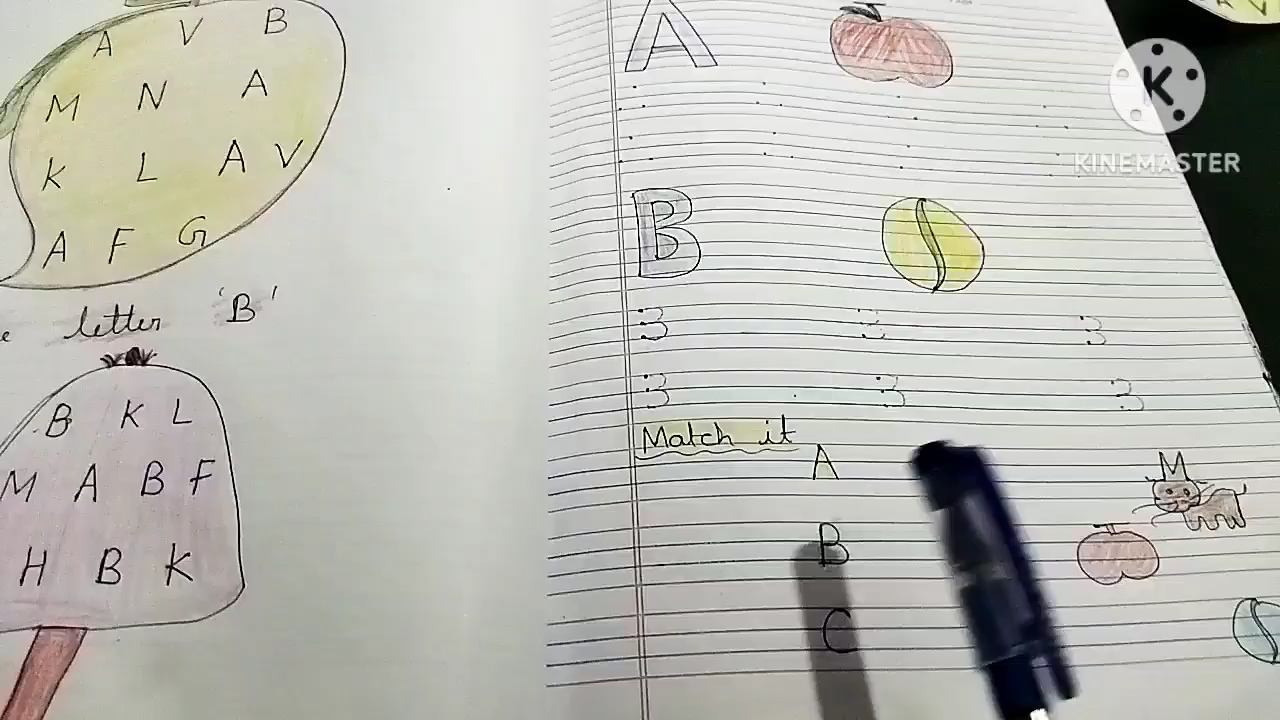 A V B
M N A
K L A V
A F G
letter 'B'
B K L
M A B F
H B K
A
B
Match it
A
B
C
K
KINEMASTER